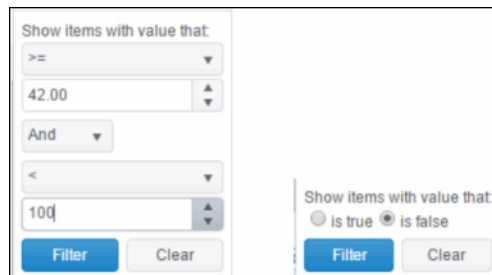 Show items with value that:
>=
42.00
And
<
100
Filter Clear
Show items with value that:
is true is false
Filter Clear